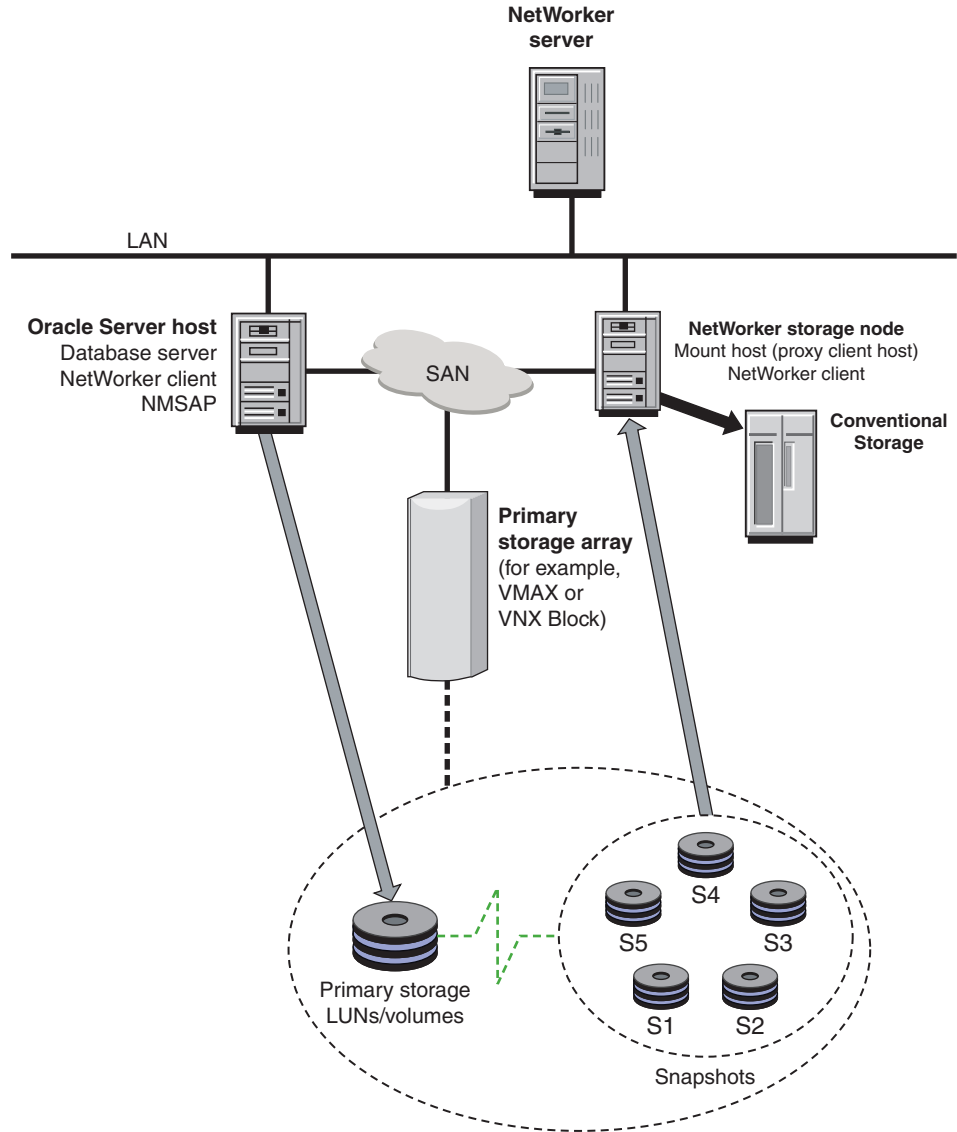 NetWorker
server
LAN
Oracle Server host
Database server
NetWorker client
NMSAP
SAN
NetWorker storage node
Mount host (proxy client host)
NetWorker client
Conventional
Storage
Primary
storage array
(for example,
VMAX or
VNX Block)
S4
S5
S3
S1
S2
Primary storage
LUNs/volumes
Snapshots